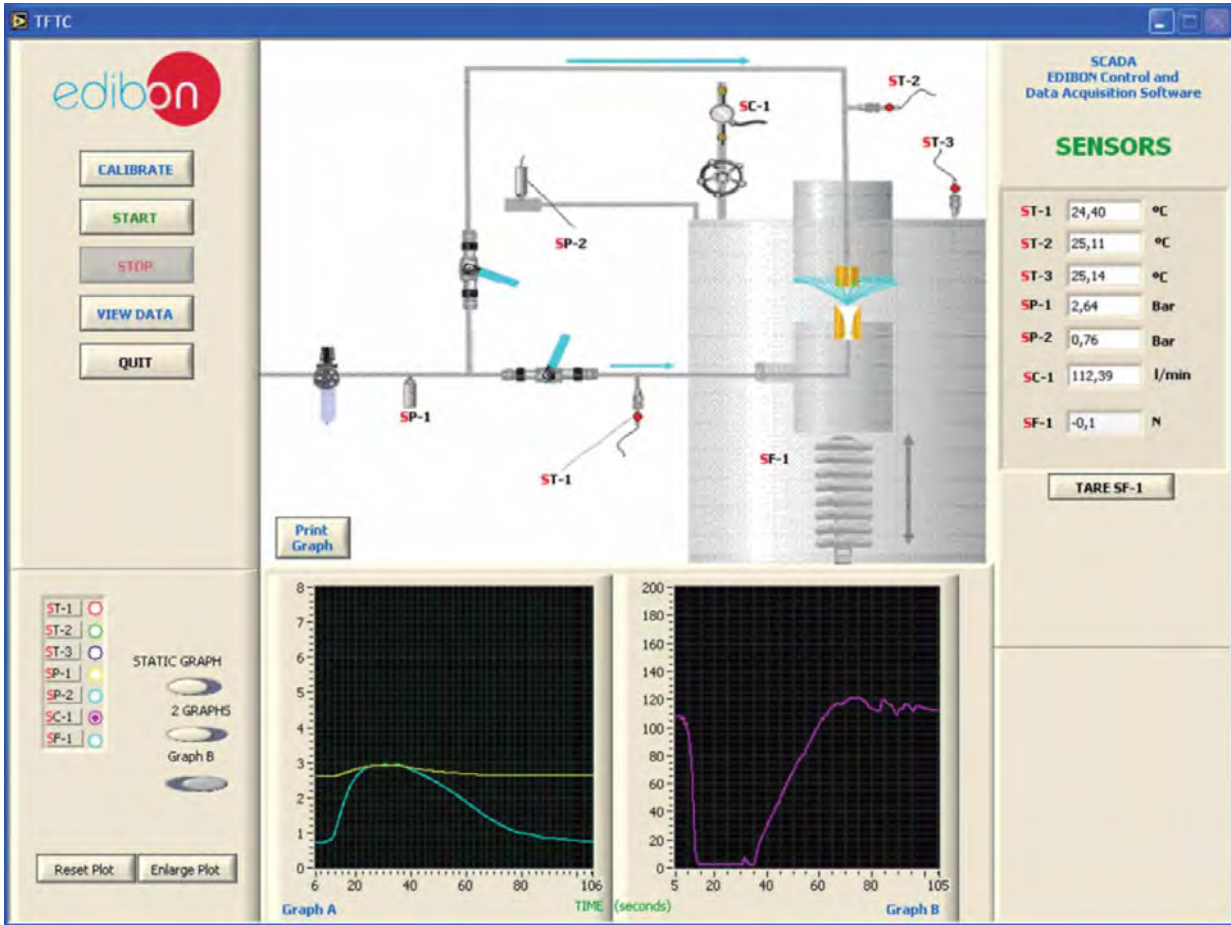 TFTC
edibon
CALIBRATE
START
STOP
VIEW DATA
QUIT
SC-1
ST-2
ST-3
SP-2
SP-1
ST-1
SF-1
Print
Graph
SCADA
EDIBON Control and
Data Acquisition Software
SENSORS
ST-1 24,40 ºC
ST-2 25,11 ºC
ST-3 25,14 ºC
SP-1 2,64 Bar
SP-2 0,76 Bar
SC-1 112,39 l/min
SF-1 -0,1 N
TARE SF-1
ST-1
ST-2
ST-3
SP-1
SP-2
SC-1
SF-1
STATIC GRAPH
2 GRAPHS
Graph B
Reset Plot
Enlarge Plot
8
7
6
5
4
3
2
1
0
6 20 40 60 80 106
Graph A
TIME (seconds)
200
180
160
140
120
100
80
60
40
20
0
5 20 40 60 80 105
Graph B